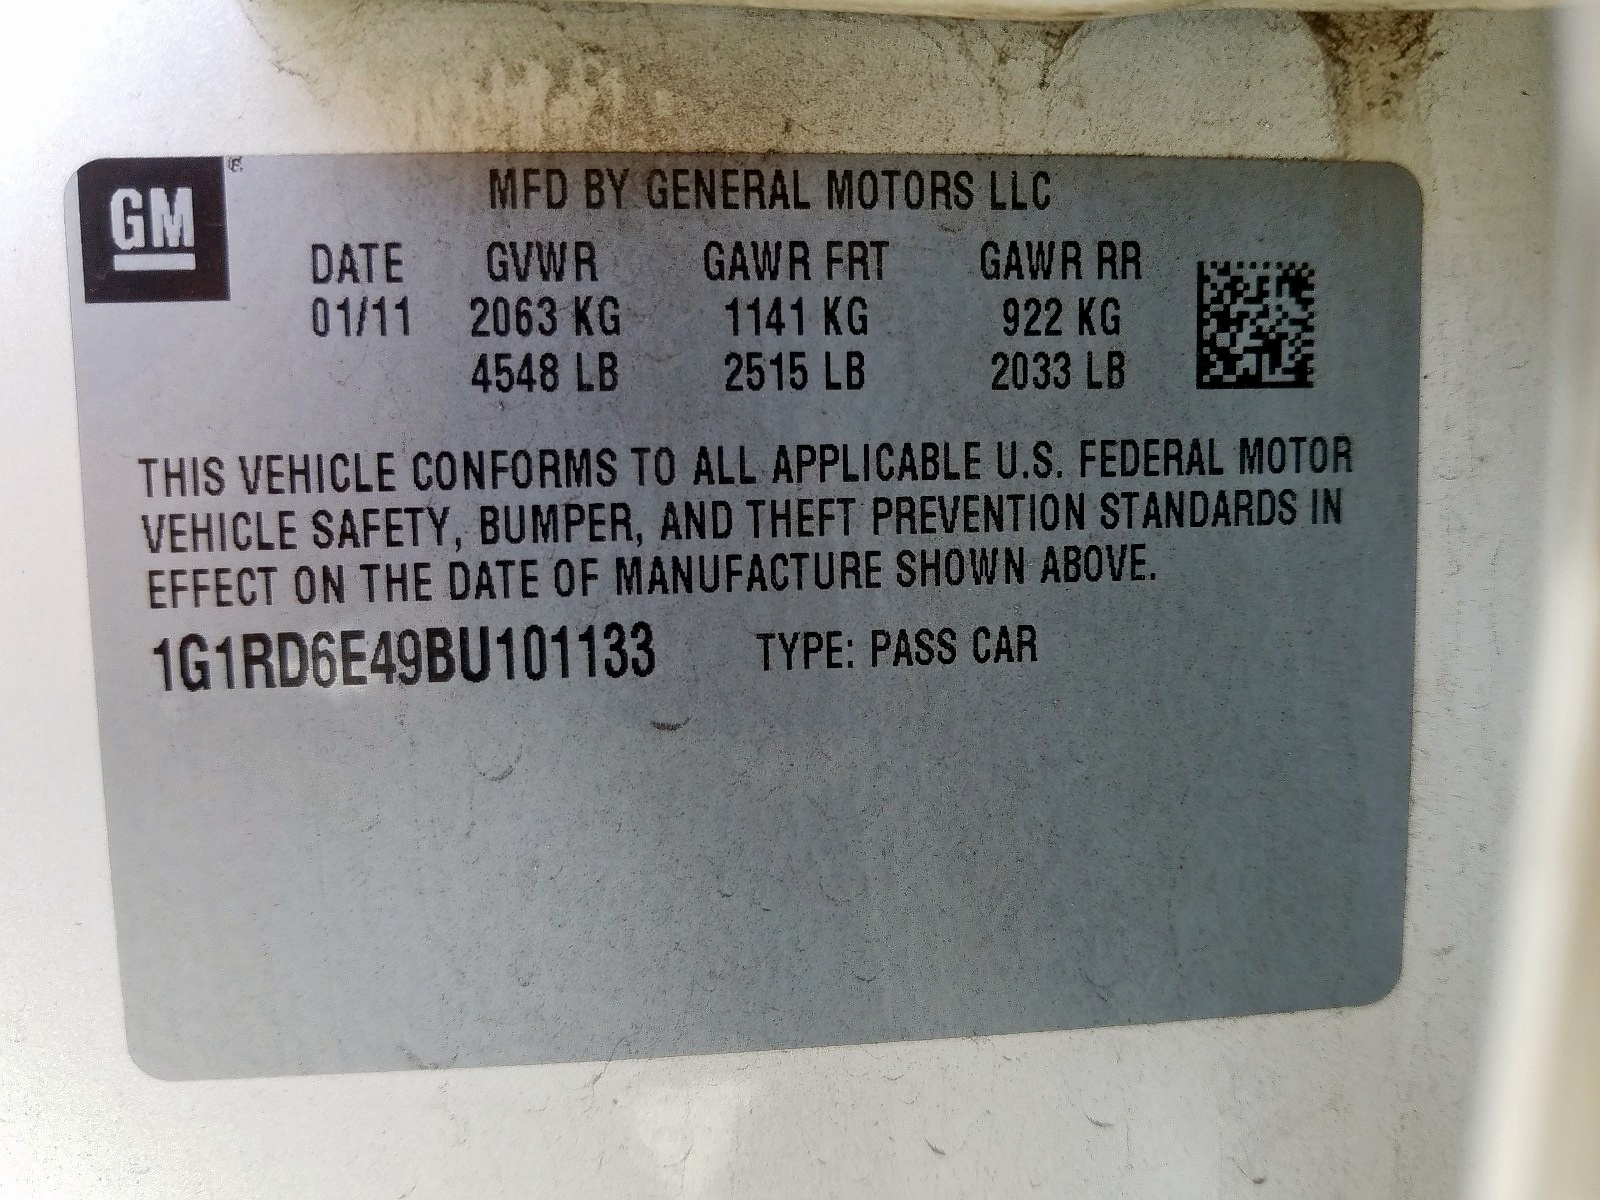 GM
MFD BY GENERAL MOTORS LLC
DATE GVWR GAWR FRT GAWR RR
01/11 2063 KG 1141 KG 922 KG
4548 LB 2515 LB 2033 LB
THIS VEHICLE CONFORMS TO ALL APPLICABLE U.S. FEDERAL MOTOR
VEHICLE SAFETY, BUMPER, AND THEFT PREVENTION STANDARDS IN
EFFECT ON THE DATE OF MANUFACTURE SHOWN ABOVE.
1G1RD6E49BU101133 TYPE: PASS CAR